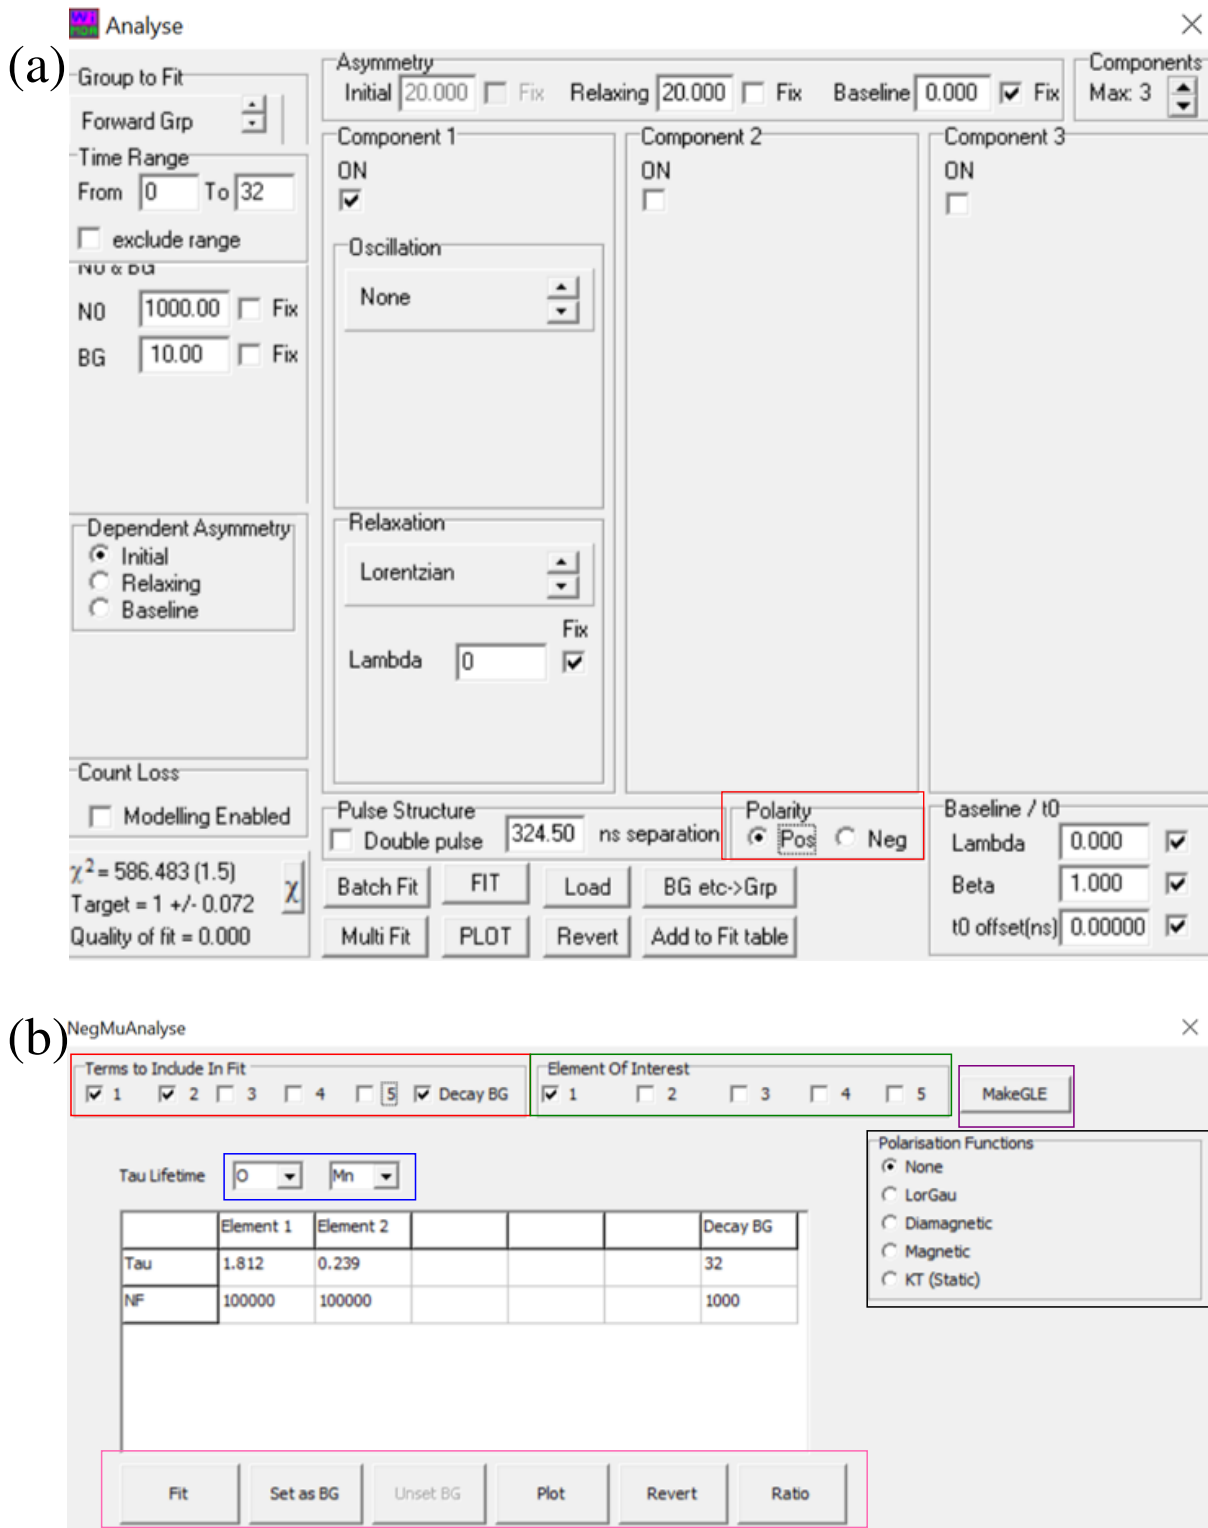 (a)
WiMDA Analyse
Group to Fit
Forward Grp
Time Range
From 0 To 32
exclude range
N0 & BG
N0 1000.00 Fix
BG 10.00 Fix
Dependent Asymmetry
Initial
Relaxing
Baseline
Count Loss
Modelling Enabled
χ² = 586.483 (1.5)
Target = 1 +/- 0.072
Quality of fit = 0.000
χ
Asymmetry
Initial 20.000 Fix Relaxing 20.000 Fix Baseline 0.000 Fix
Components
Max: 3
Component 1
ON
Oscillation
None
Relaxation
Lorentzian
Fix
Lambda 0
Component 2
ON
Component 3
ON
Pulse Structure
Double pulse 324.50 ns separation
Polarity
Pos Neg
Batch Fit FIT Load BG etc->Grp
Multi Fit PLOT Revert Add to Fit table
Baseline / t0
Lambda 0.000
Beta 1.000
t0 offset(ns) 0.00000
(b)
NegMuAnalyse
Terms to Include In Fit
1 2 3 4 5 Decay BG
Element Of Interest
1 2 3 4 5
MakeGLE
Tau Lifetime O Mn
Element 1 Element 2 Decay BG
Tau 1.812 0.239 32
NF 100000 100000 1000
Polarisation Functions
None
LorGau
Diamagnetic
Magnetic
KT (Static)
Fit Set as BG Unset BG Plot Revert Ratio